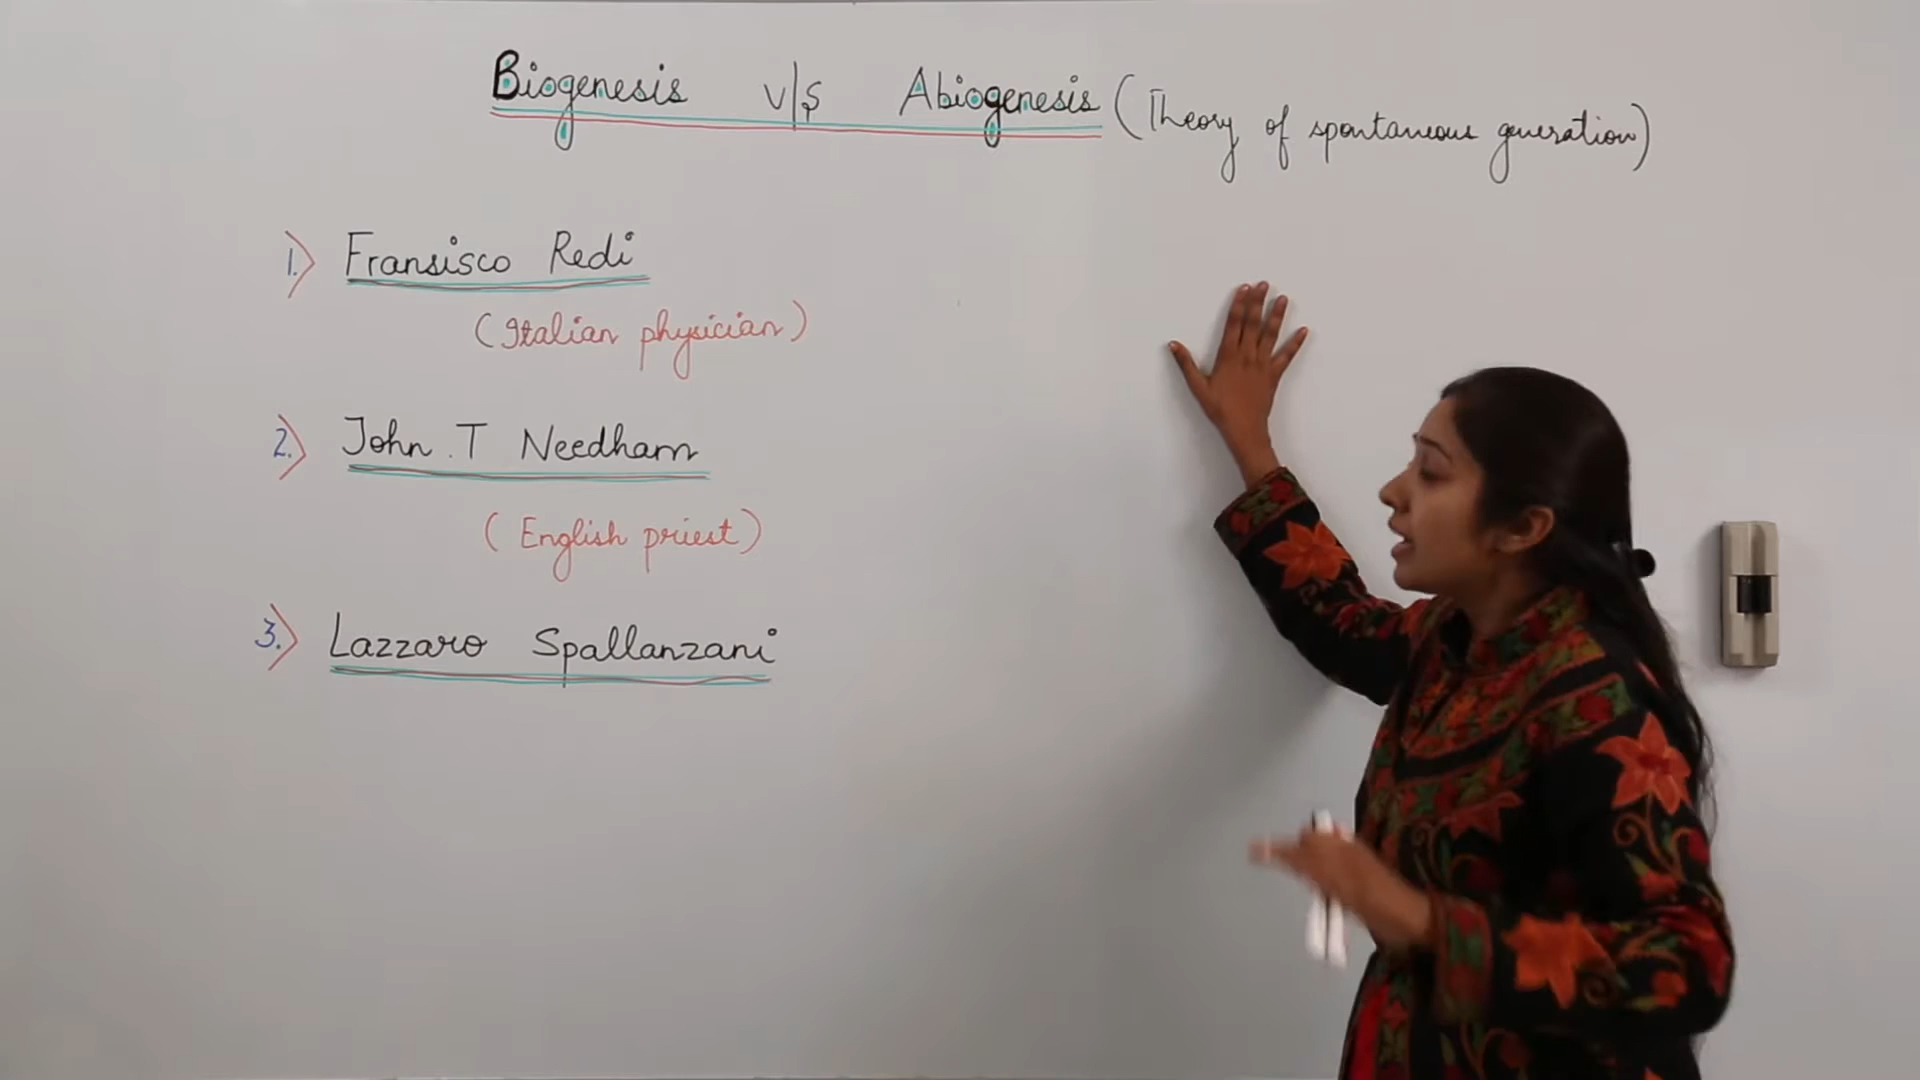 Biogenesis v/s Abiogenesis (Theory of spontaneous generation)
1. Fransisco Redi
(Italian physician)
2. John .T Needham
(English priest)
3. Lazzaro Spallanzani